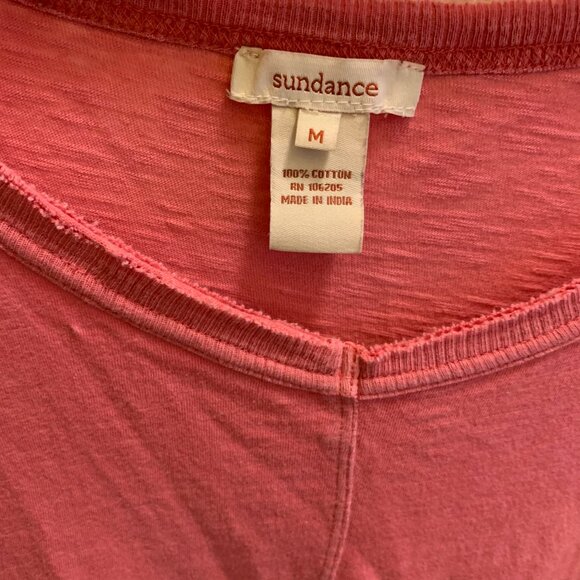 sundance
M
100% COTTON
RN 106205
MADE IN INDIA